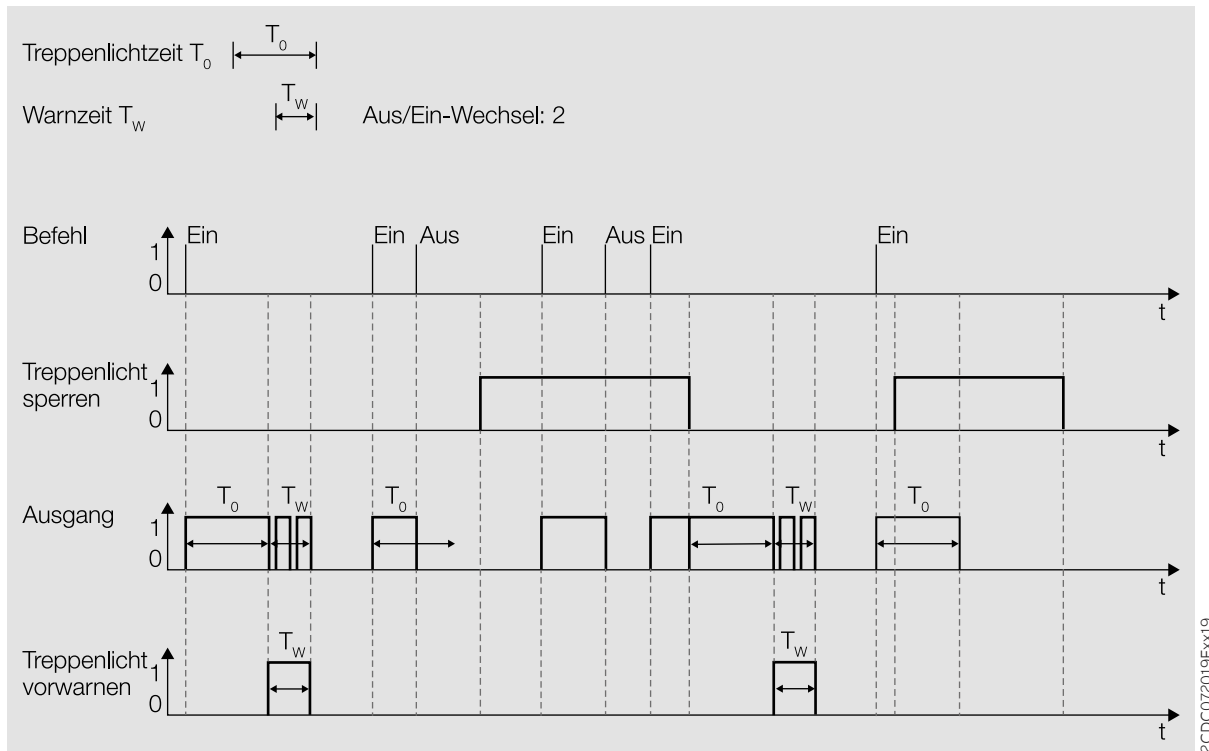 Treppenlichtzeit T0 T0
Warnzeit TW TW Aus/Ein-Wechsel: 2
Befehl 1 Ein Ein Aus Ein Aus Ein Ein
0
t
Treppenlicht 1
sperren
0
t
T0 TW T0 T0 TW T0
Ausgang 1
0
t
TW TW
Treppenlicht 1
vorwarnen 0
t
2CDC072019Fxx19